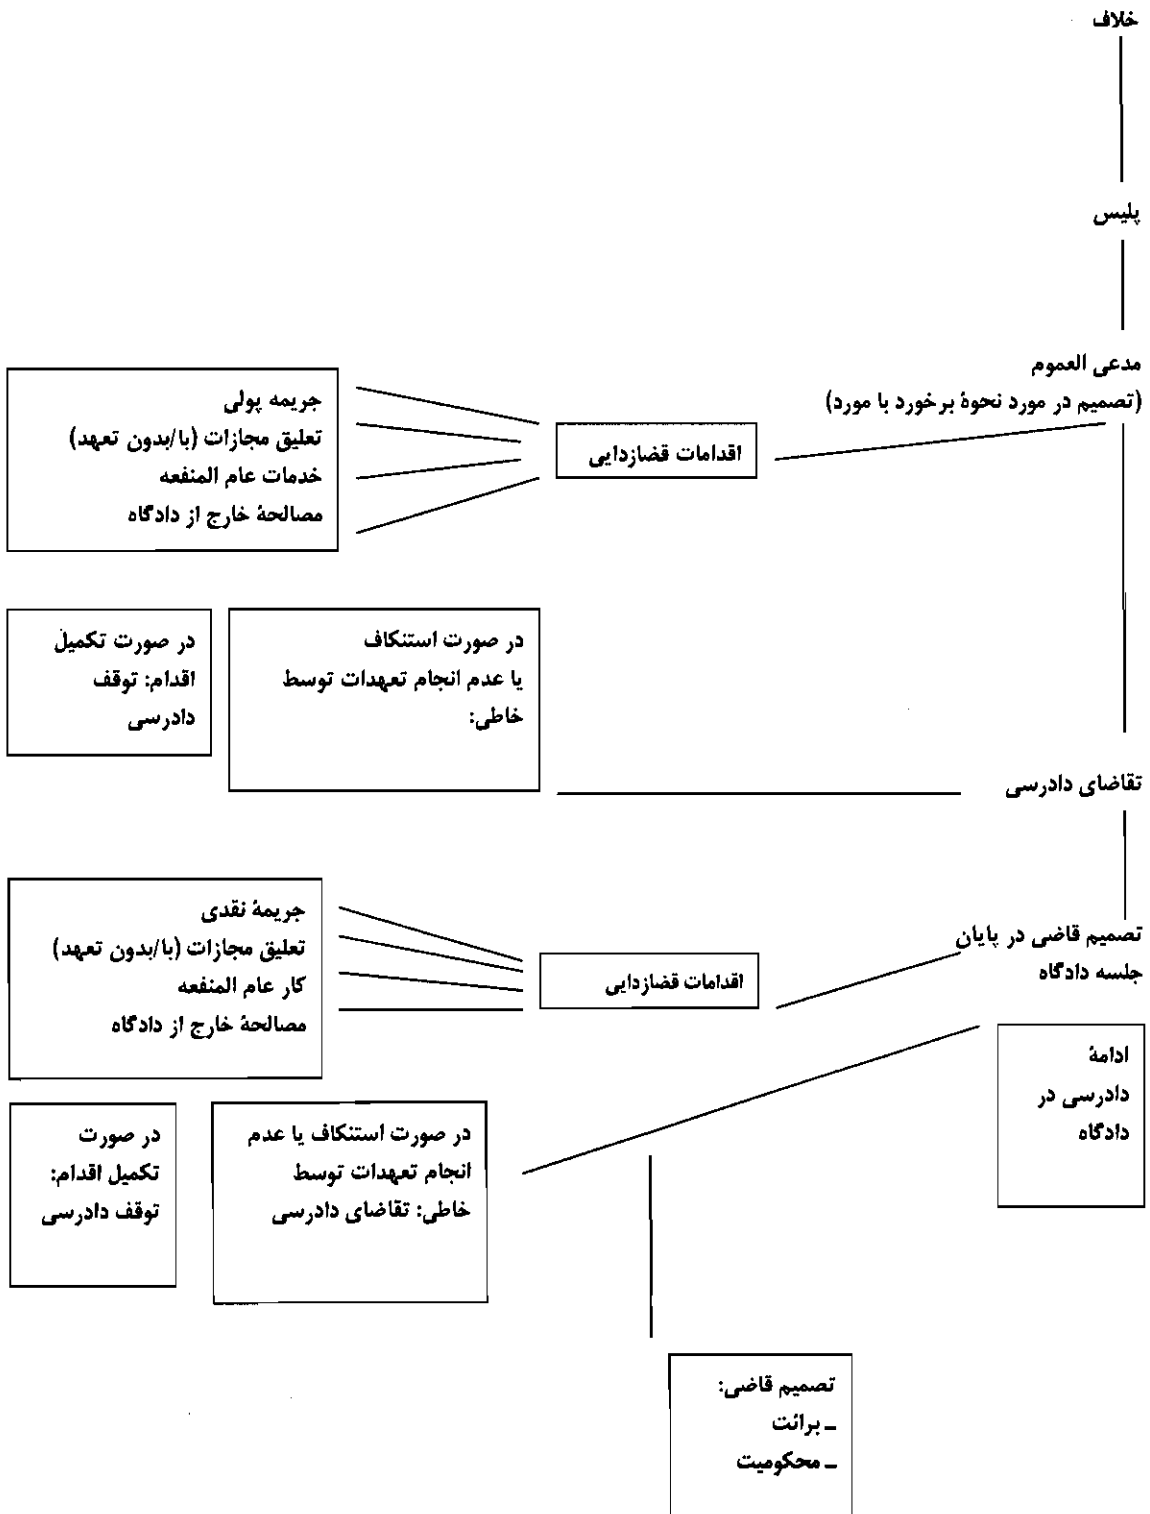 خلاف
پلیس
مدعی العموم
(تصمیم در مورد نحوهٔ برخورد با مورد)
اقدامات قضازدایی
جریمه پولی
تعلیق مجازات (با/بدون تعهد)
خدمات عام المنفعه
مصالحهٔ خارج از دادگاه
در صورت استنکاف
یا عدم انجام تعهدات توسط
خاطی:
در صورت تکمیل
اقدام: توقف
دادرسی
تقاضای دادرسی
تصمیم قاضی در پایان
جلسه دادگاه
اقدامات قضازدایی
جریمهٔ نقدی
تعلیق مجازات (با/بدون تعهد)
کار عام المنفعه
مصالحهٔ خارج از دادگاه
ادامهٔ
دادرسی در
دادگاه
در صورت استنکاف یا عدم
انجام تعهدات توسط
خاطی: تقاضای دادرسی
در صورت
تکمیل اقدام:
توقف دادرسی
تصمیم قاضی:
ـ برائت
ـ محکومیت